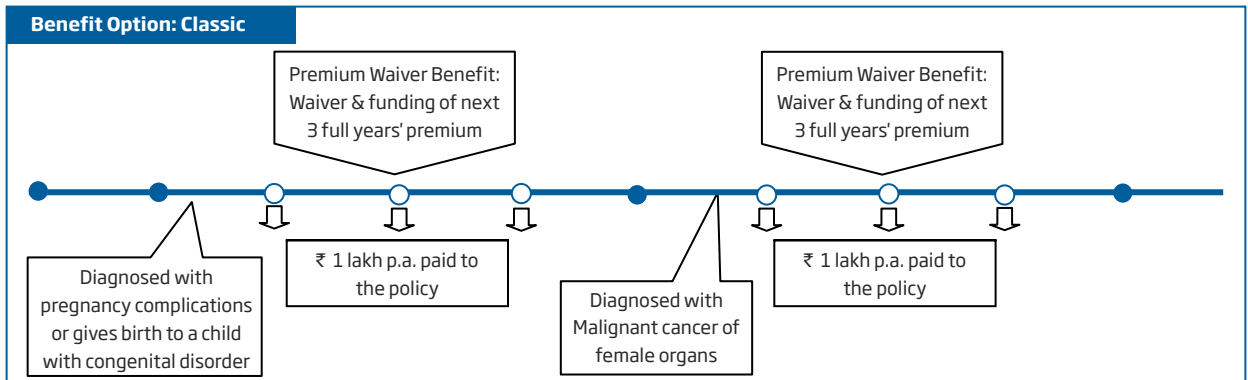 Benefit Option: Classic
Premium Waiver Benefit:
Waiver & funding of next
3 full years' premium
Premium Waiver Benefit:
Waiver & funding of next
3 full years' premium
Diagnosed with
pregnancy complications
or gives birth to a child
with congenital disorder
₹ 1 lakh p.a. paid to
the policy
Diagnosed with
Malignant cancer of
female organs
₹ 1 lakh p.a. paid to
the policy